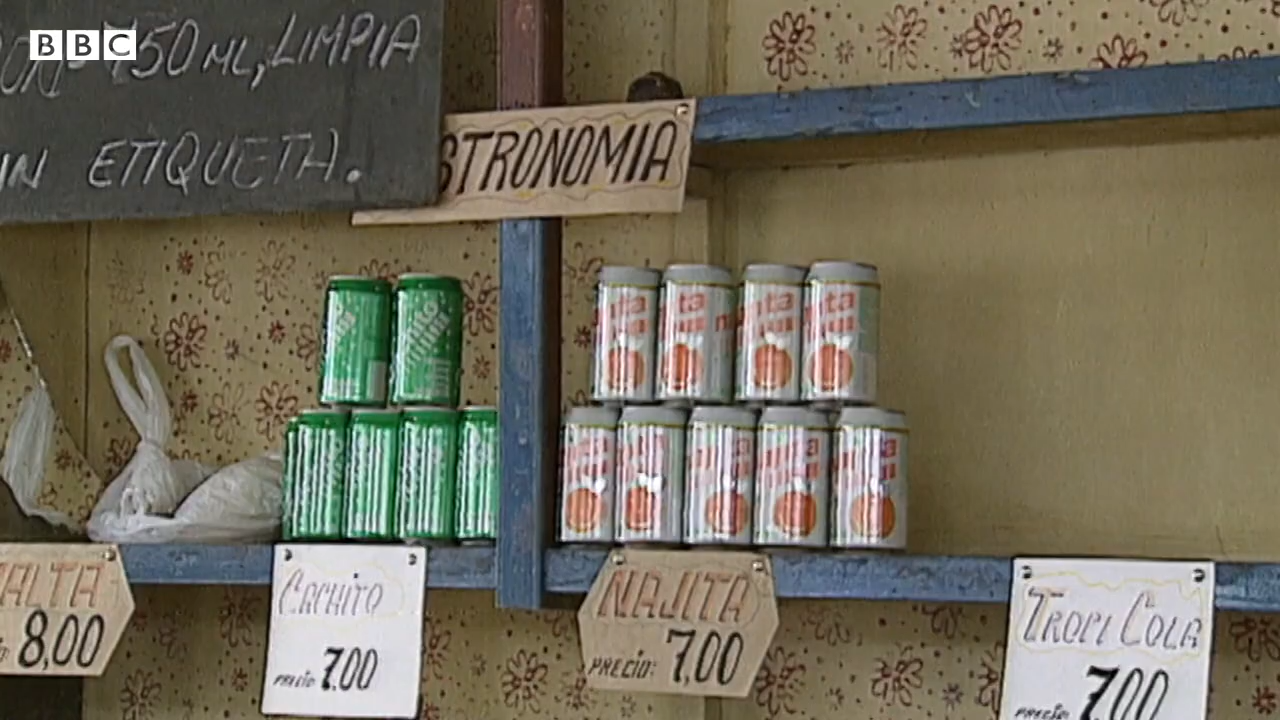 BBC
750 ML, LIMPIA
IN ETIQUETA.
STRONOMIA
ALTA
8,00
CACHITO
PRECIO: 7.00
NAJITA
PRECIO: 7,00
TROPI COLA
PRECIO: 7.00